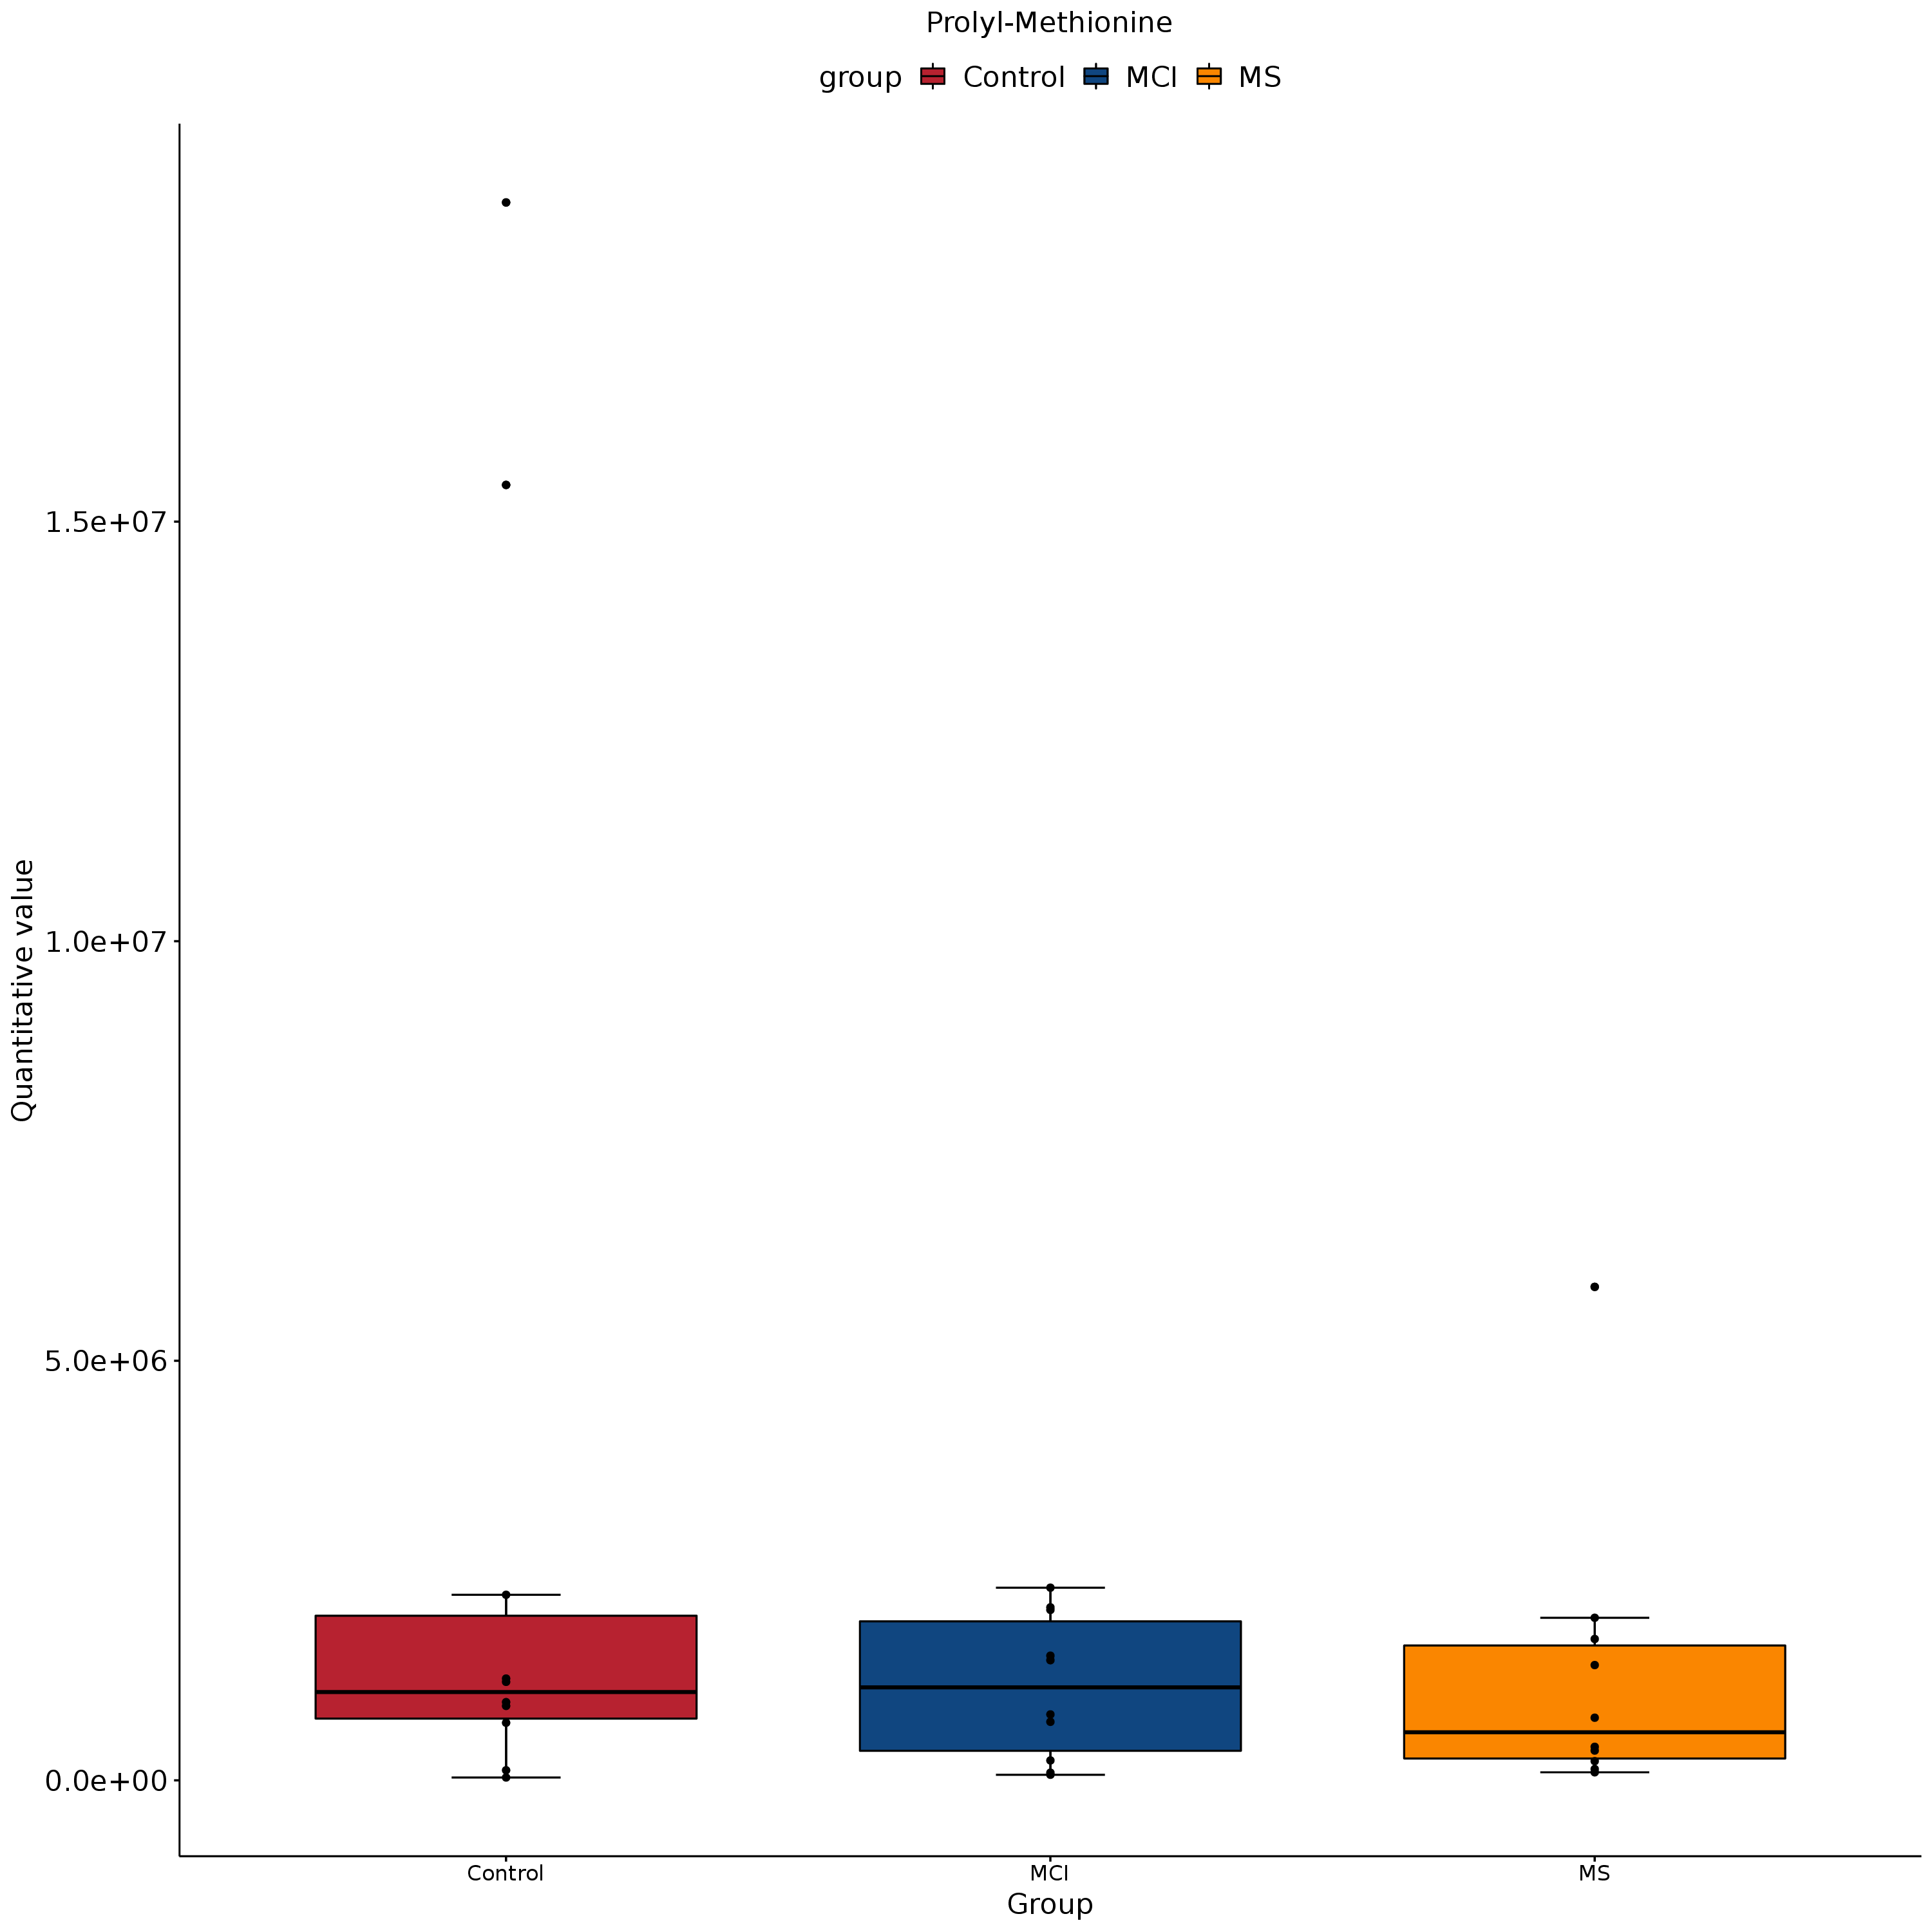 Prolyl-Methionine
group Control MCI MS
Quantitative value
1.5e+07
1.0e+07
5.0e+06
0.0e+00
Control MCI MS
Group